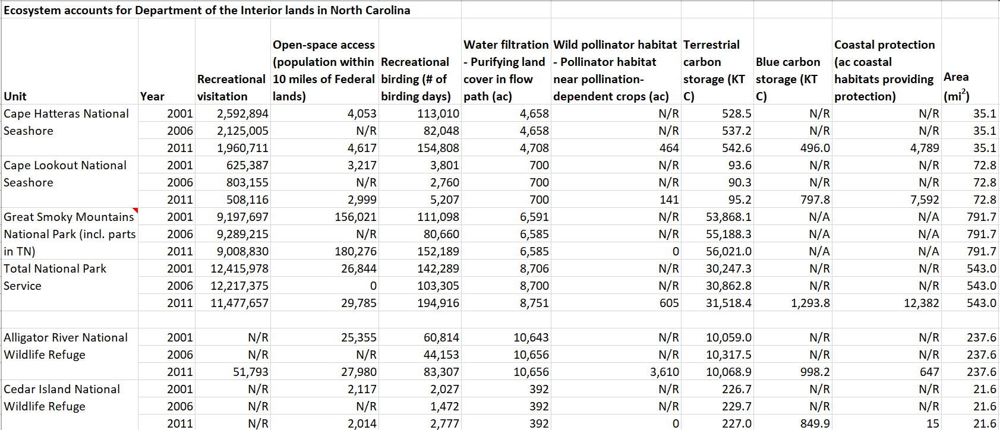 Ecosystem accounts for Department of the Interior lands in North Carolina
Open-space access Water filtration Wild pollinator habitat Terrestrial Coastal protection
(population within Recreational - Purifying land - Pollinator habitat carbon Blue carbon (ac coastal
Recreational 10 miles of Federal birding (# of cover in flow near pollination- storage (KT storage (KT habitats providing Area
Unit Year visitation lands) birding days) path (ac) dependent crops (ac) C) C) protection) (mi²)
Cape Hatteras National 2001 2,592,894 4,053 113,010 4,658 N/R 528.5 N/R N/R 35.1
Seashore 2006 2,125,005 N/R 82,048 4,658 N/R 537.2 N/R N/R 35.1
2011 1,960,711 4,617 154,808 4,708 464 542.6 496.0 4,789 35.1
Cape Lookout National 2001 625,387 3,217 3,801 700 N/R 93.6 N/R N/R 72.8
Seashore 2006 803,155 N/R 2,760 700 N/R 90.3 N/R N/R 72.8
2011 508,116 2,999 5,207 700 141 95.2 797.8 7,592 72.8
Great Smoky Mountains 2001 9,197,697 156,021 111,098 6,591 N/R 53,868.1 N/A N/A 791.7
National Park (incl. parts 2006 9,289,215 N/R 80,660 6,585 N/R 55,188.3 N/A N/A 791.7
in TN) 2011 9,008,830 180,276 152,189 6,585 0 56,021.0 N/A N/A 791.7
Total National Park 2001 12,415,978 26,844 142,289 8,706 N/R 30,247.3 N/R N/R 543.0
Service 2006 12,217,375 0 103,305 8,700 N/R 30,862.8 N/R N/R 543.0
2011 11,477,657 29,785 194,916 8,751 605 31,518.4 1,293.8 12,382 543.0
Alligator River National 2001 N/R 25,355 60,814 10,643 N/R 10,059.0 N/R N/R 237.6
Wildlife Refuge 2006 N/R N/R 44,153 10,656 N/R 10,317.5 N/R N/R 237.6
2011 51,793 27,980 83,307 10,656 3,610 10,068.9 998.2 647 237.6
Cedar Island National 2001 N/R 2,117 2,027 392 N/R 226.7 N/R N/R 21.6
Wildlife Refuge 2006 N/R N/R 1,472 392 N/R 229.7 N/R N/R 21.6
2011 N/R 2,014 2,777 392 0 227.0 849.9 15 21.6